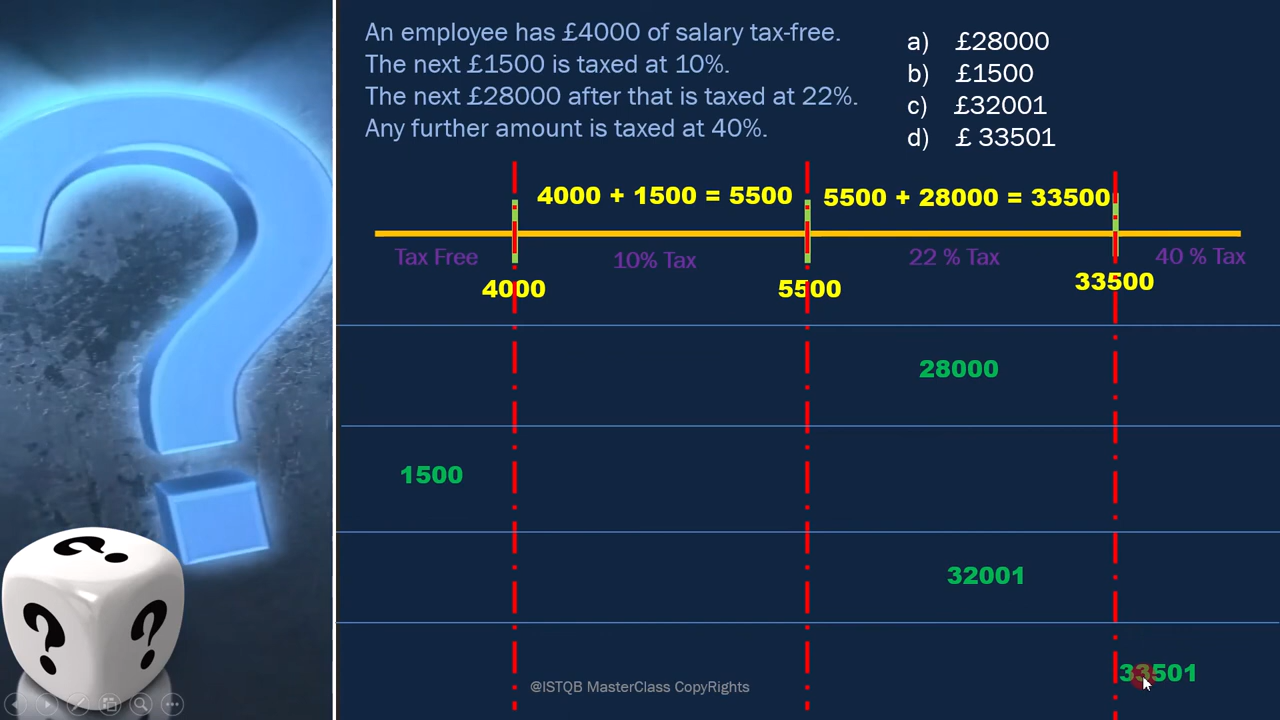 An employee has £4000 of salary tax-free.
The next £1500 is taxed at 10%.
The next £28000 after that is taxed at 22%.
Any further amount is taxed at 40%.
a) £28000
b) £1500
c) £32001
d) £ 33501
4000 + 1500 = 5500
5500 + 28000 = 33500
Tax Free
10% Tax
22 % Tax
40 % Tax
4000
5500
33500
28000
1500
32001
33501
@ISTQB MasterClass CopyRights